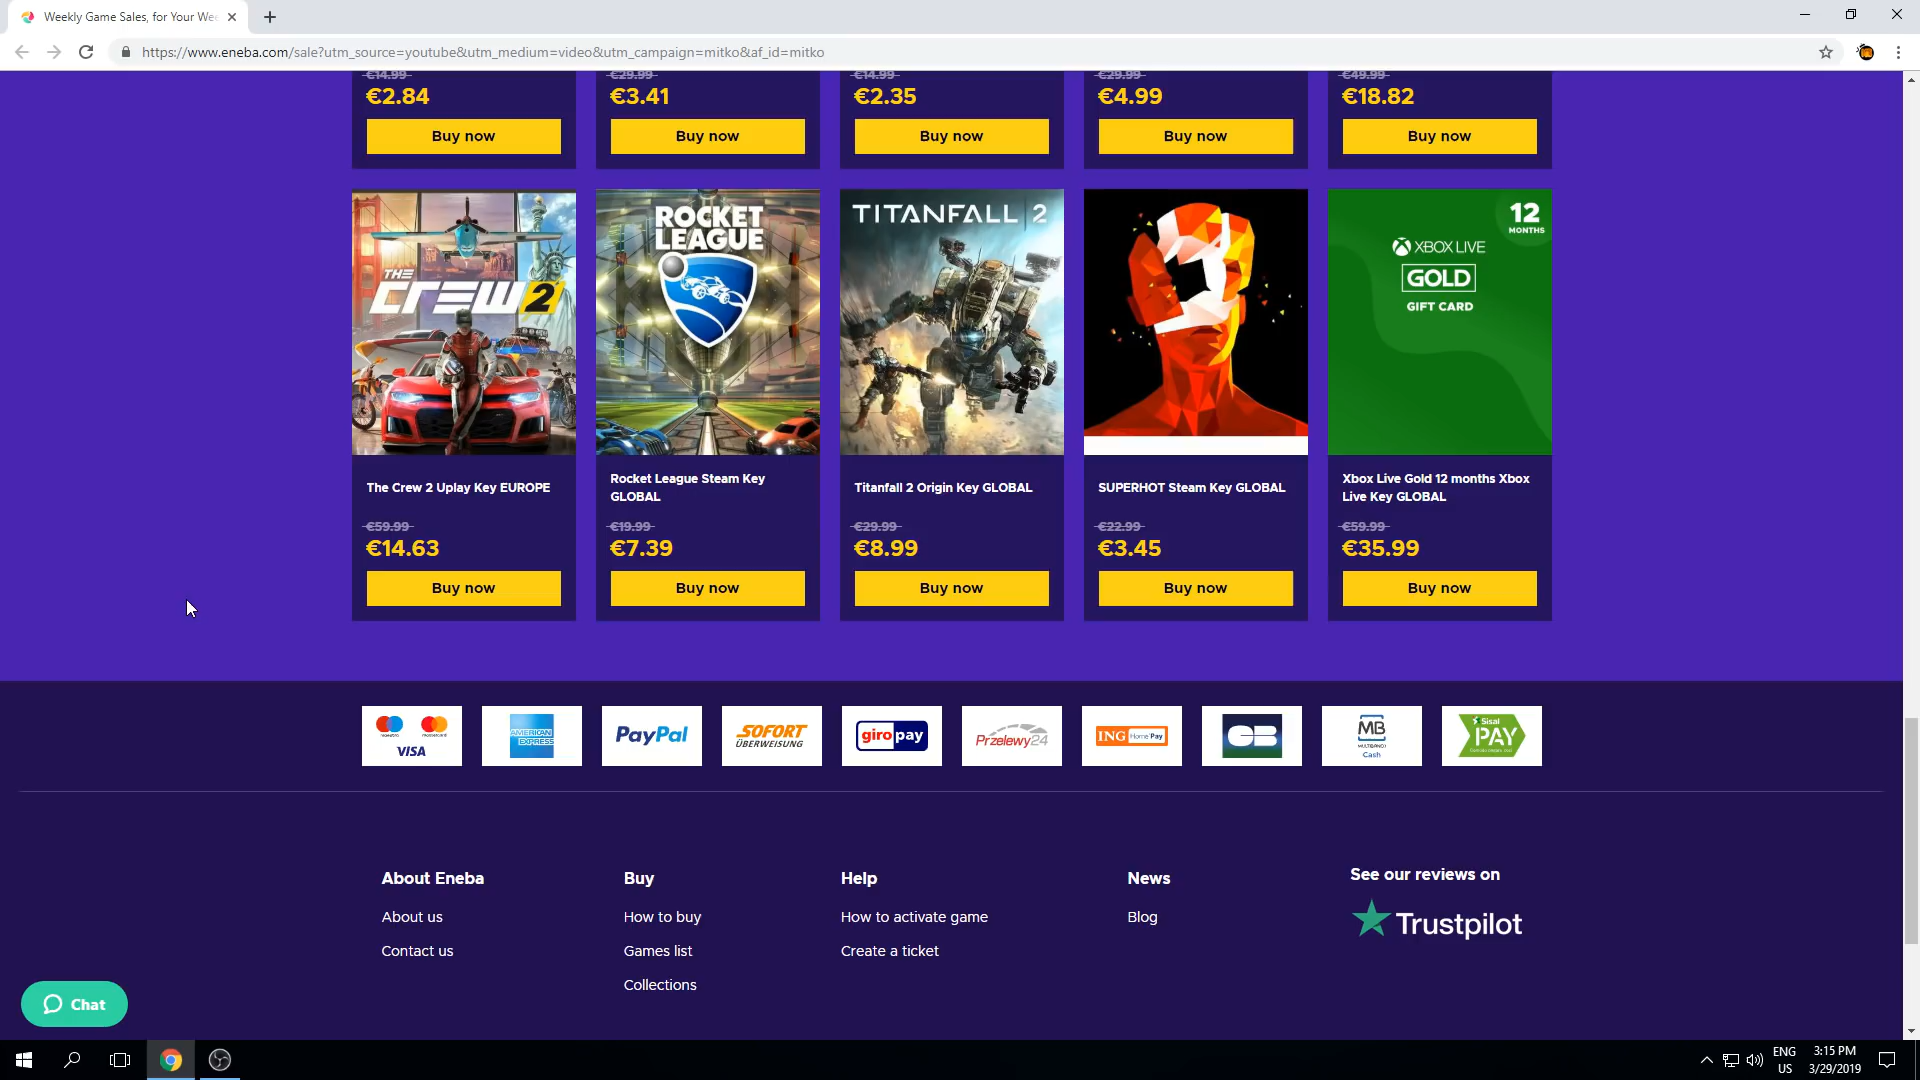 Weekly Game Sales, for Your Wee
https://www.eneba.com/sale?utm_source=youtube&utm_medium=video&utm_campaign=mitko&af_id=mitko
€14.99 €29.99 €14.99 €29.99 €49.99
€2.84 €3.41 €2.35 €4.99 €18.82
Buy now Buy now Buy now Buy now Buy now
THE
CREW 2
ROCKET
LEAGUE
TITANFALL 2
12
MONTHS
XBOX LIVE
GOLD
GIFT CARD
The Crew 2 Uplay Key EUROPE
Rocket League Steam Key
GLOBAL
Titanfall 2 Origin Key GLOBAL
SUPERHOT Steam Key GLOBAL
Xbox Live Gold 12 months Xbox
Live Key GLOBAL
€59.99 €19.99 €29.99 €22.99 €59.99
€14.63 €7.39 €8.99 €3.45 €35.99
Buy now Buy now Buy now Buy now Buy now
maestro mastercard
VISA
AMERICAN
EXPRESS
PayPal
SOFORT
ÜBERWEISUNG
giro pay
Przelewy24
ING Home'Pay
CB
MB
MULTIBANCO
Cash
Sisal
PAY
About Eneba
About us
Contact us
Buy
How to buy
Games list
Collections
Help
How to activate game
Create a ticket
News
Blog
See our reviews on
Trustpilot
Chat
ENG
US
3:15 PM
3/29/2019